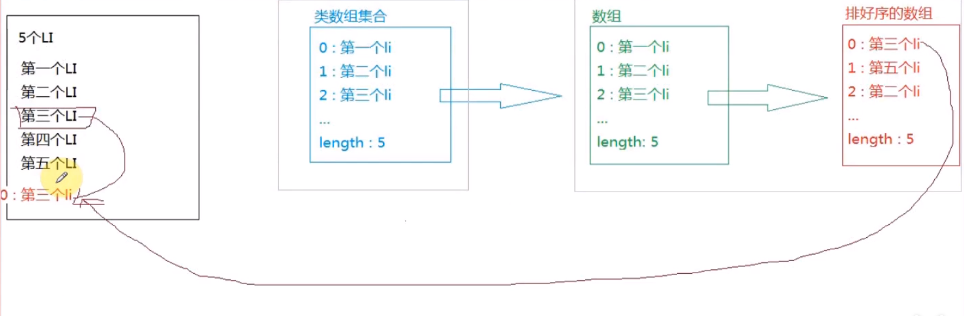 5个LI
第一个LI
第二个LI
第三个LI
第四个LI
第五个LI
0：第三个li
类数组集合
0：第一个li
1：第二个li
2：第三个li
...
length：5
数组
0：第一个li
1：第二个li
2：第三个li
...
length: 5
排好序的数组
0：第三个li
1：第五个li
2：第二个li
...
length：5